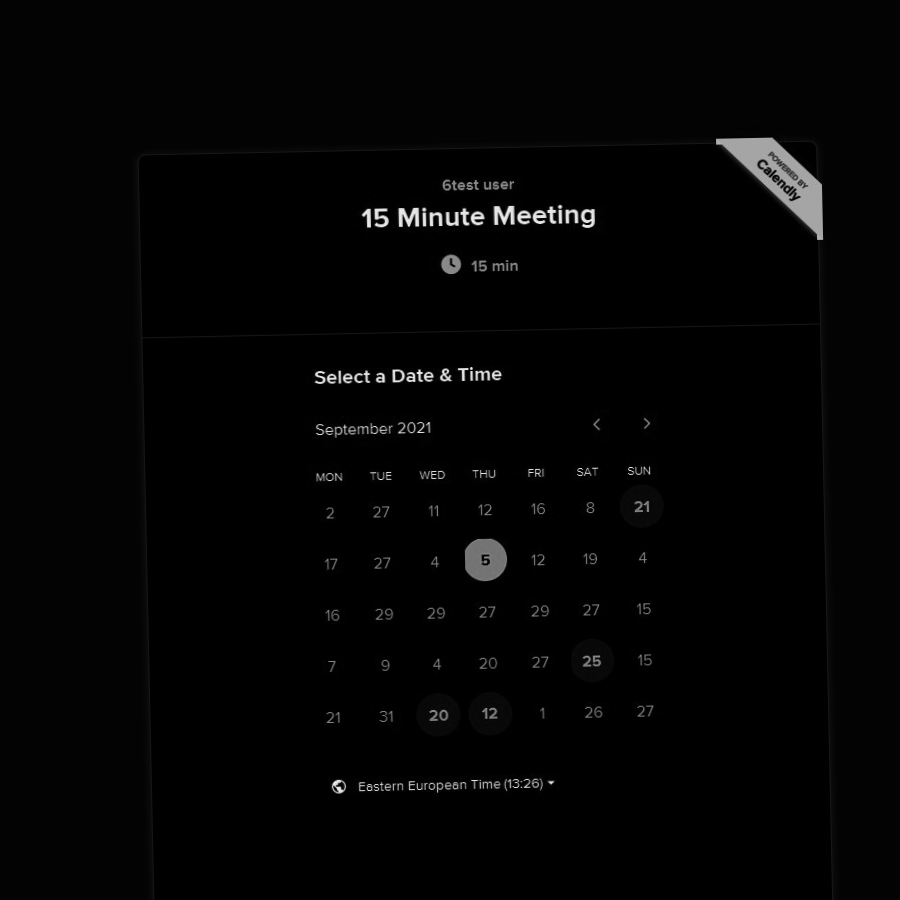 POWERED BY
Calendly
6test user
15 Minute Meeting
15 min
Select a Date & Time
September 2021
MON TUE WED THU FRI SAT SUN
2 27 11 12 16 8 21
17 27 4 5 12 19 4
16 29 29 27 29 27 15
7 9 4 20 27 25 15
21 31 20 12 1 26 27
Eastern European Time (13:26)